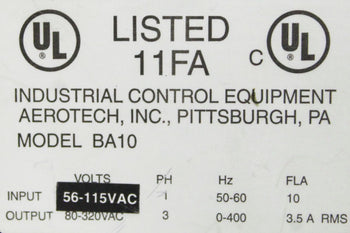 UL LISTED C UL
11FA
INDUSTRIAL CONTROL EQUIPMENT
AEROTECH, INC., PITTSBURGH, PA
MODEL BA10
VOLTS PH Hz FLA
INPUT 56-115VAC 1 50-60 10
OUTPUT 80-320VAC 3 0-400 3.5 A RMS